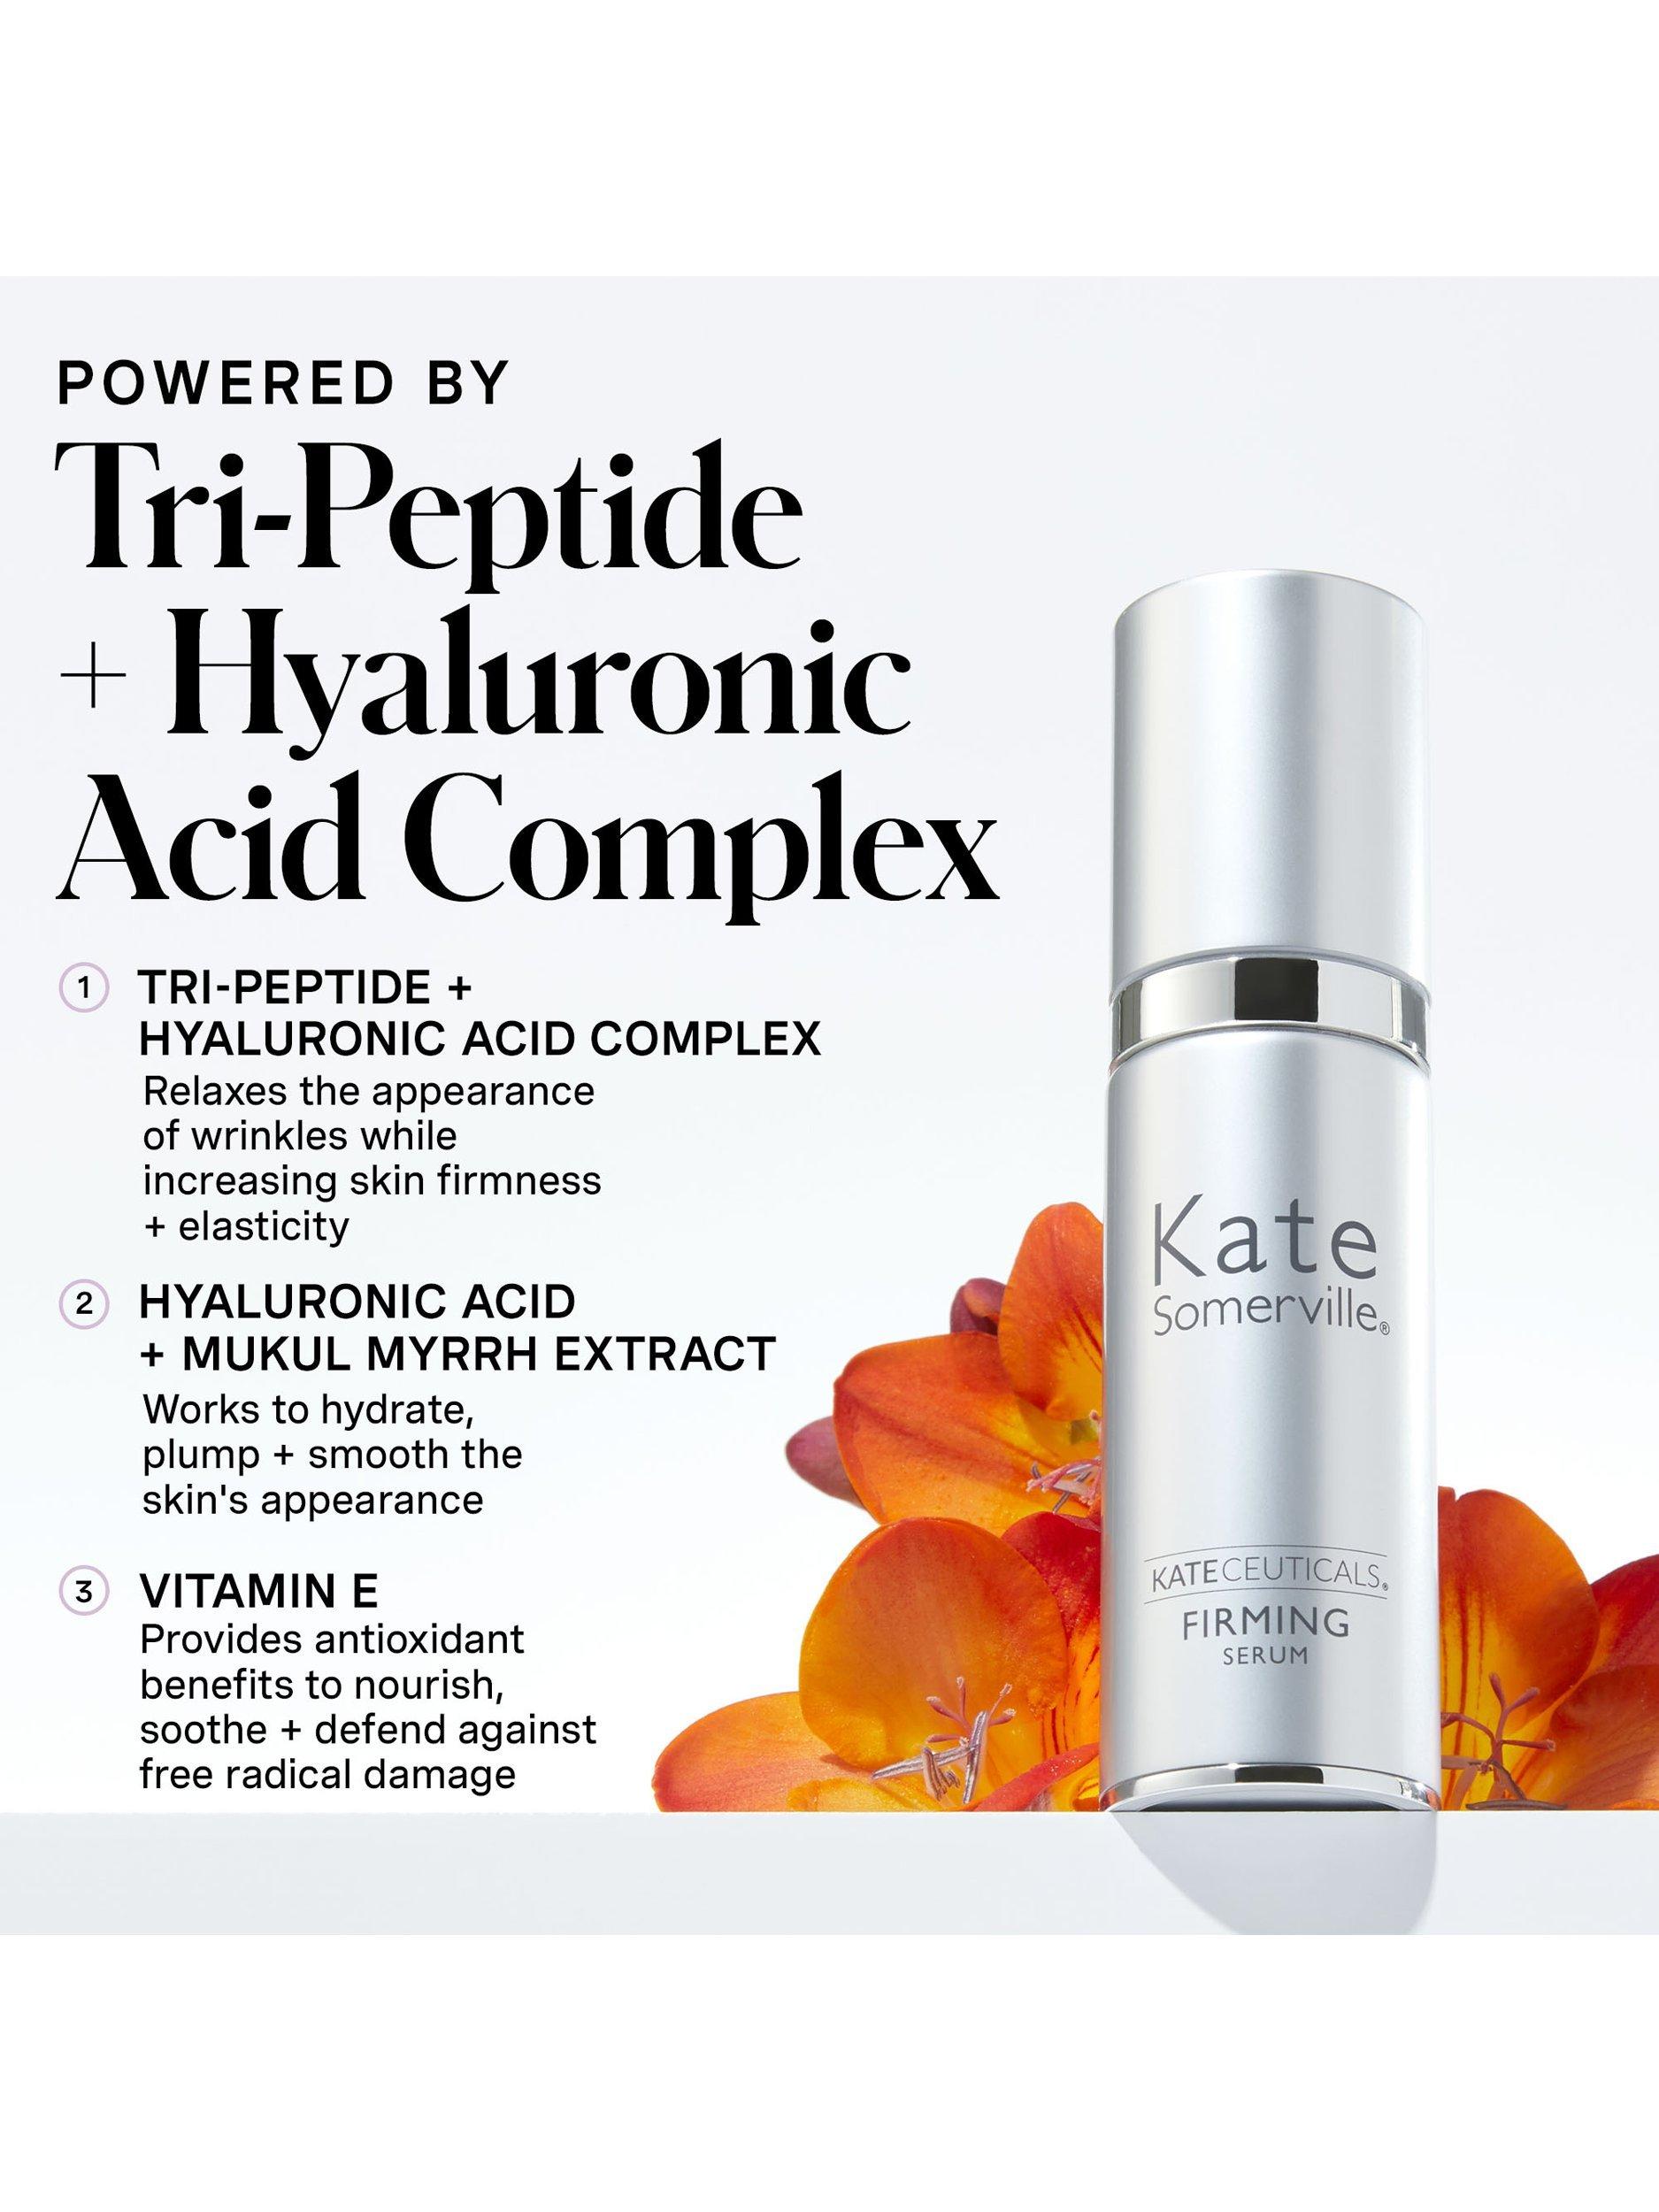 POWERED BY
Tri-Peptide
+ Hyaluronic
Acid Complex
1 TRI-PEPTIDE +
HYALURONIC ACID COMPLEX
Relaxes the appearance
of wrinkles while
increasing skin firmness
+ elasticity
2 HYALURONIC ACID
+ MUKUL MYRRH EXTRACT
Works to hydrate,
plump + smooth the
skin's appearance
3 VITAMIN E
Provides antioxidant
benefits to nourish,
soothe + defend against
free radical damage
Kate
Somerville®
KATECEUTICALS®
FIRMING
SERUM